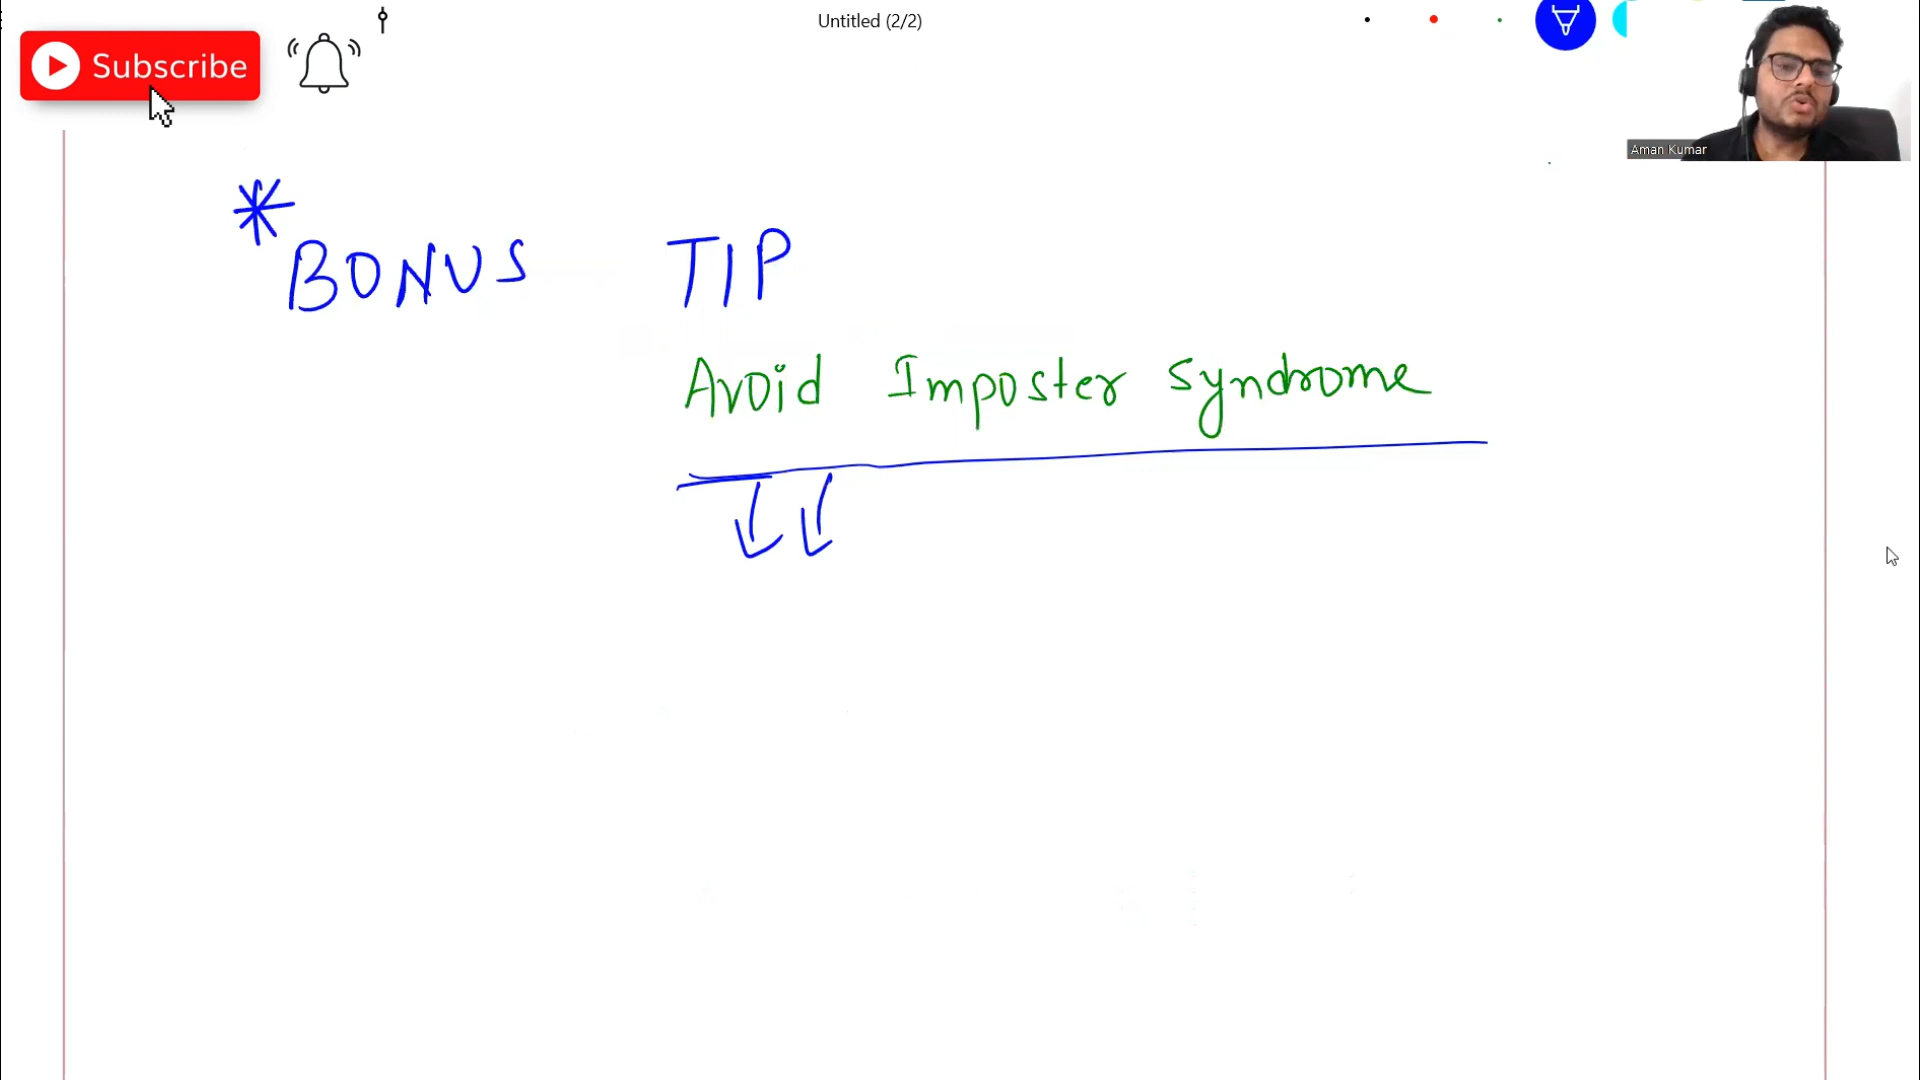 Untitled (2/2)
Subscribe
Aman Kumar
*BONUS TIP
Avoid Imposter Syndrome